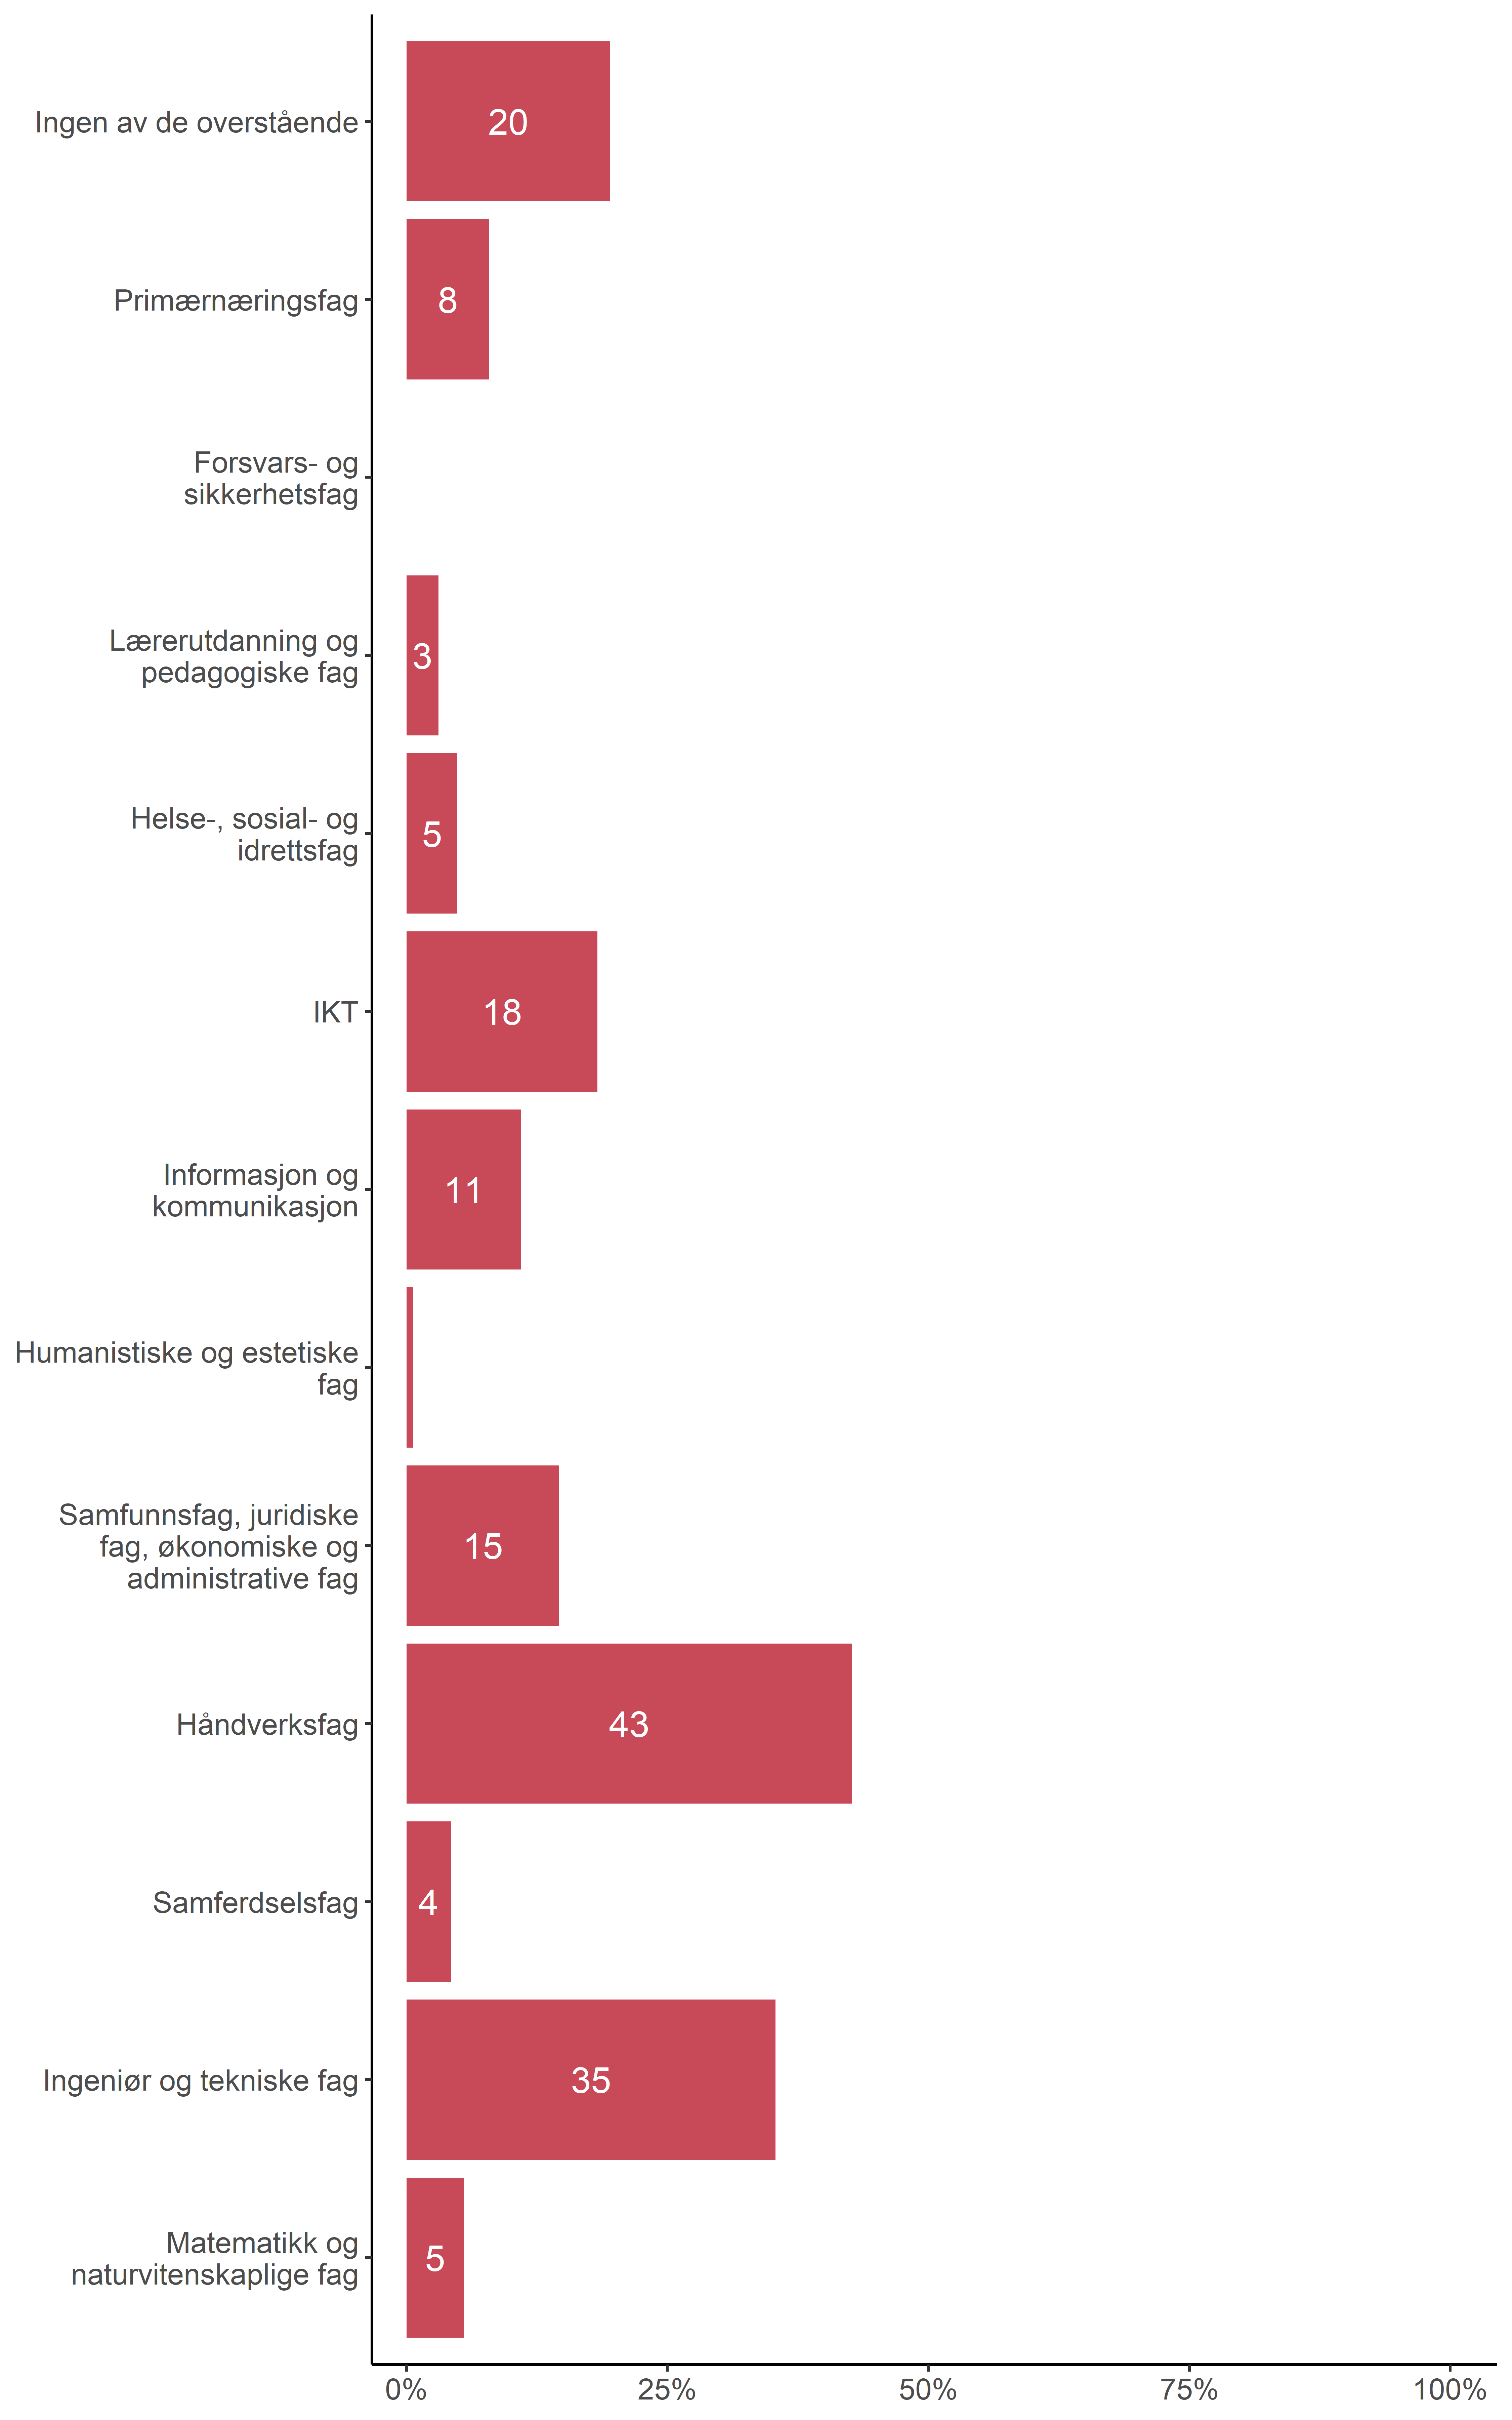 Ingen av de overstående
20
Primærnæringsfag
8
Forsvars- og
sikkerhetsfag
Lærerutdanning og
pedagogiske fag
3
Helse-, sosial- og
idrettsfag
5
IKT
18
Informasjon og
kommunikasjon
11
Humanistiske og estetiske
fag
Samfunnsfag, juridiske
fag, økonomiske og
administrative fag
15
Håndverksfag
43
Samferdselsfag
4
Ingeniør og tekniske fag
35
Matematikk og
naturvitenskaplige fag
5
0% 25% 50% 75% 100%